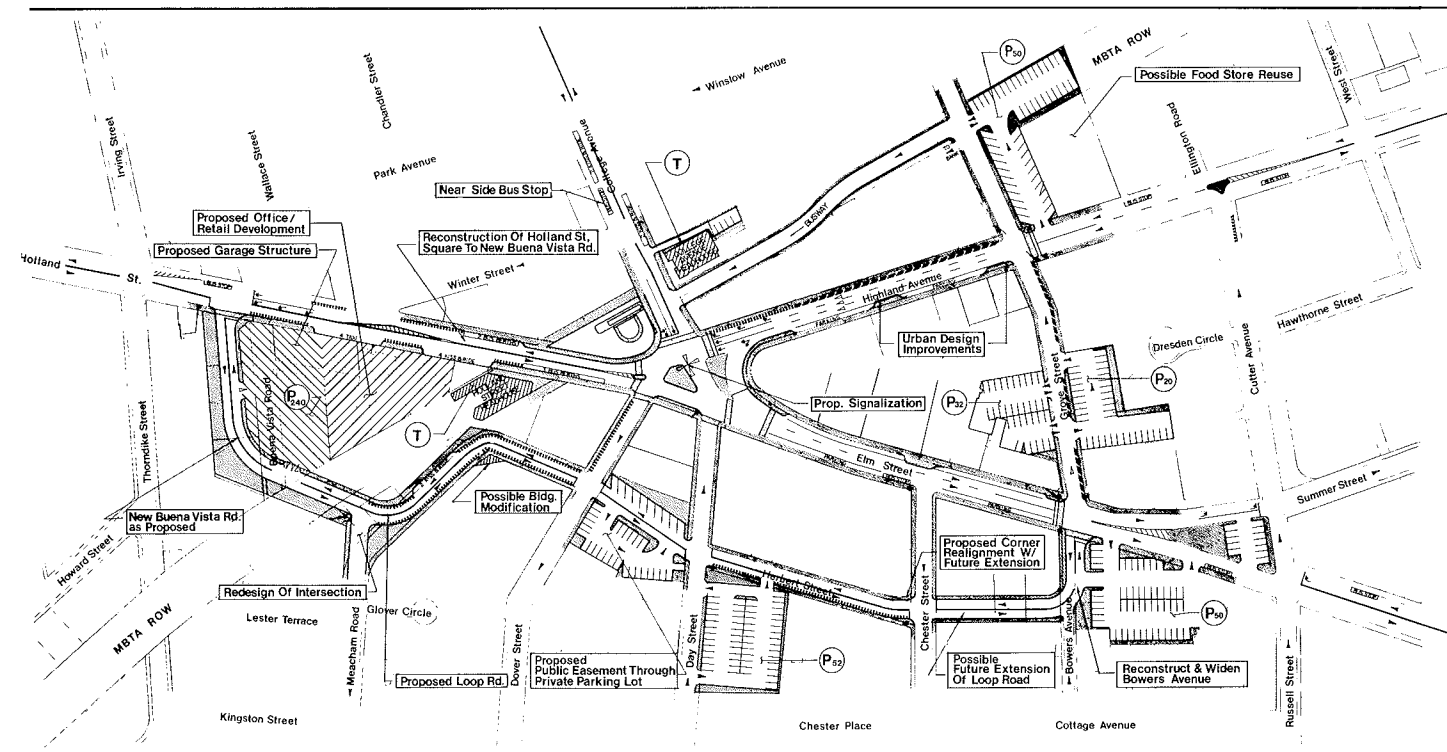 MBTA ROW
P50
Possible Food Store Reuse
Winslow Avenue
Chandler Street
West Street
Ellington Road
Irving Street
Wallace Street
Park Avenue
College Avenue
T
Near Side Bus Stop
BUSWAY
Proposed Office/
Retail Development
Proposed Garage Structure
Reconstruction Of Holland St,
Square To New Buena Vista Rd.
Winter Street
Holland
St.
Highland Avenue
Urban Design
Improvements
Hawthorne Street
Dresden Circle
Cutter Avenue
Prop. Signalization
P32
P20
Grove Street
P240
Buena Vista Road
T
Thorndike Street
Elm Street
Summer Street
Possible Bldg.
Modification
New Buena Vista Rd.
as Proposed
Howard Street
Proposed Corner
Realignment W/
Future Extension
Herbert Street
Redesign Of Intersection
MBTA ROW
Lester Terrace
Glover Circle
Meacham Road
Dover Street
Day Street
Chester Street
Bowers Avenue
P50
P52
Proposed Loop Rd.
Proposed
Public Easement Through
Private Parking Lot
Possible
Future Extension
Of Loop Road
Reconstruct & Widen
Bowers Avenue
Russell Street
Kingston Street
Chester Place
Cottage Avenue